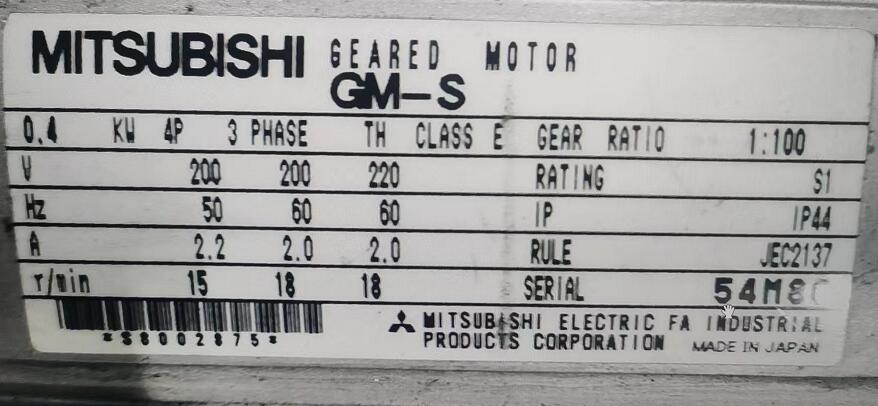 MITSUBISHI GEARED MOTOR
GM-S
0.4 KW 4P 3 PHASE TH CLASS E GEAR RATIO 1:100
V 200 200 220 RATING S1
Hz 50 60 60 IP IP44
A 2.2 2.0 2.0 RULE JEC2137
r/min 15 18 18 SERIAL
*S8002875*
MITSUBISHI ELECTRIC FA INDUSTRIAL
PRODUCTS CORPORATION MADE IN JAPAN